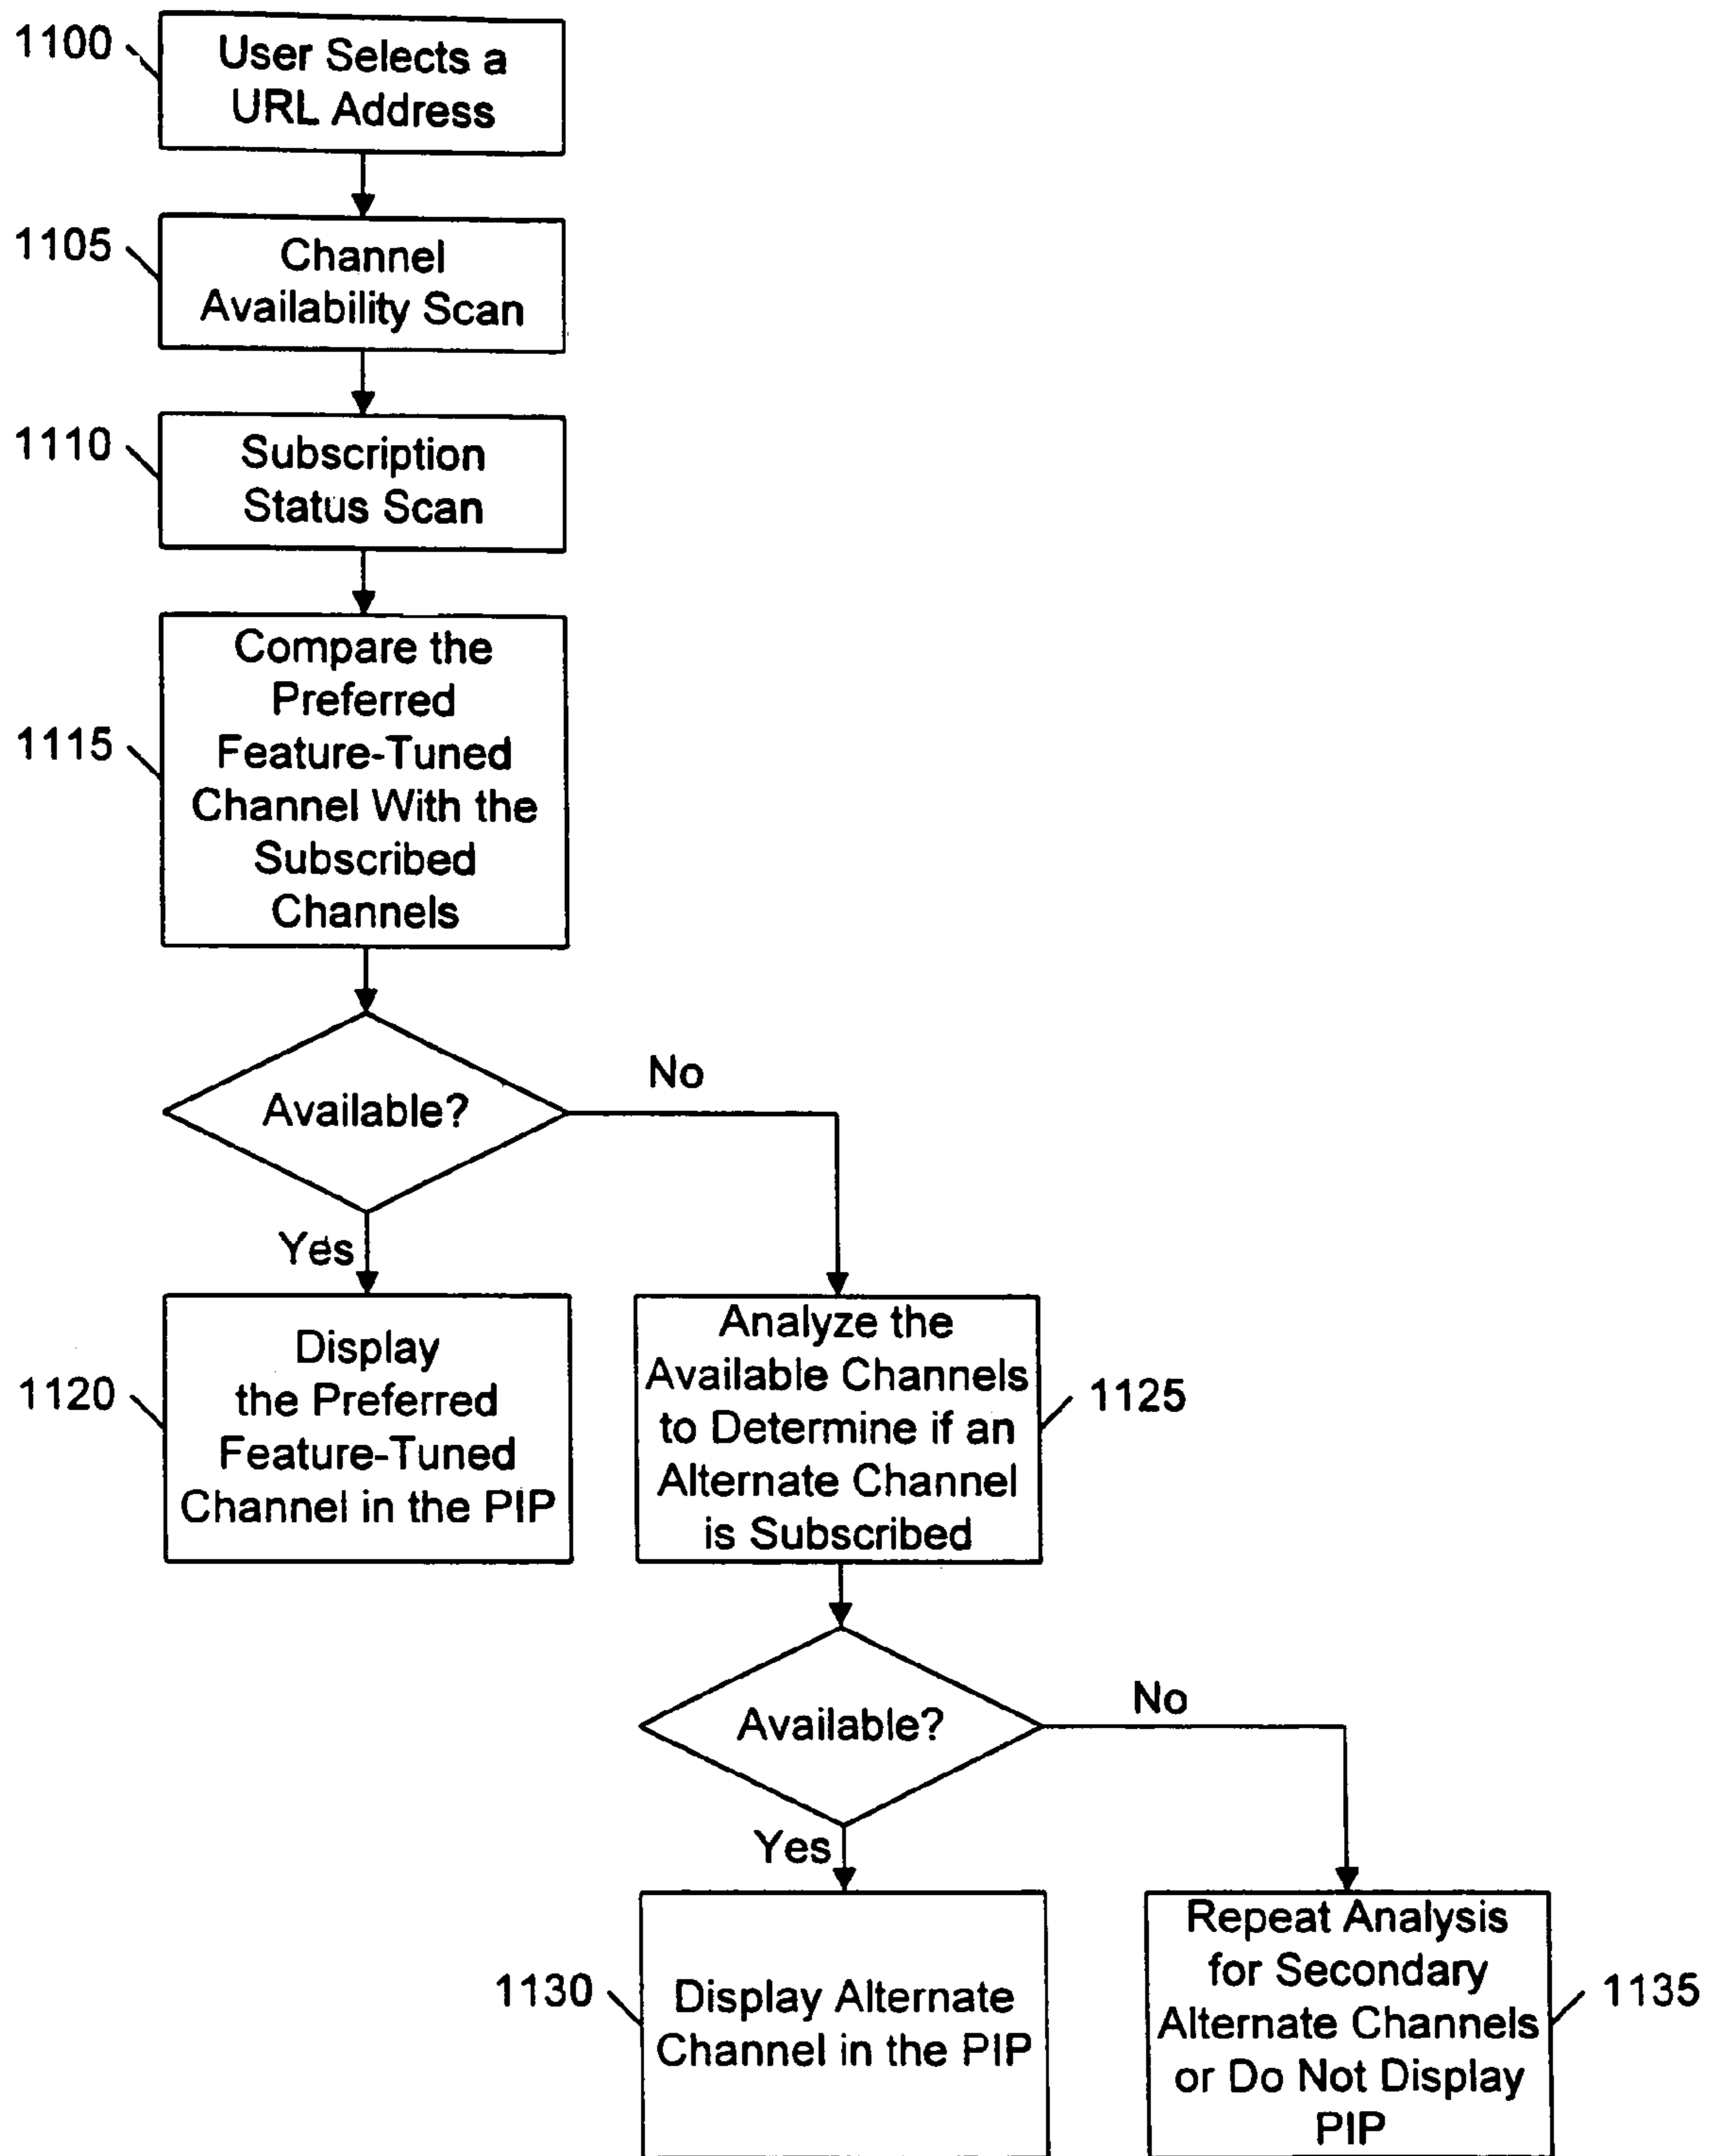 1100
User Selects a
URL Address
1105
Channel
Availability Scan
1110
Subscription
Status Scan
1115
Compare the
Preferred
Feature-Tuned
Channel With the
Subscribed
Channels
Available?
No
Yes
1120
Display
the Preferred
Feature-Tuned
Channel in the PIP
Analyze the
Available Channels
to Determine if an
Alternate Channel
is Subscribed
1125
Available?
No
Yes
1130
Display Alternate
Channel in the PIP
Repeat Analysis
for Secondary
Alternate Channels
or Do Not Display
PIP
1135